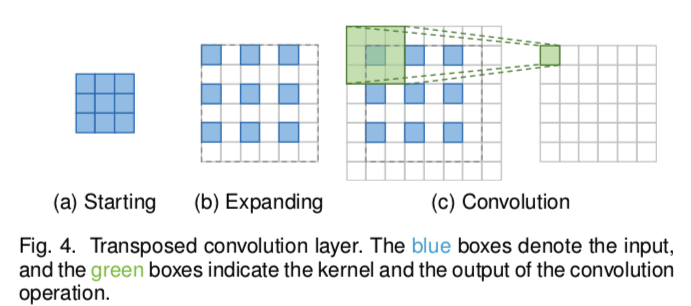 (a) Starting (b) Expanding (c) Convolution
Fig. 4. Transposed convolution layer. The blue boxes denote the input,
and the green boxes indicate the kernel and the output of the convolution
operation.